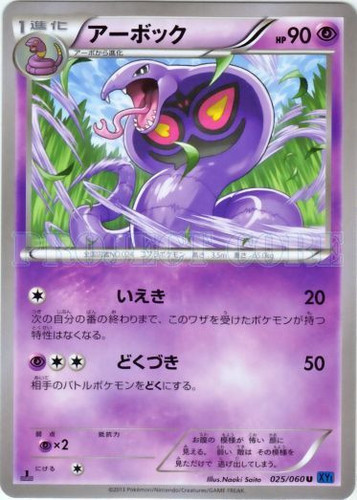 1進化
アーボック
アーボから進化
HP90
PROXY CODE
いえき 20
次の自分の番の終わりまで、このワザを受けたポケモンが持つ
特性はなくなる。
どくづき 50
相手のバトルポケモンをどくにする。
弱点
抵抗力
×2
お腹の 模様が 怖い 顔に
見える。弱い 敵は その 模様を
見ただけで 逃げ出してしまう。
にげる
Illus.Naoki Saito
025/060 U
XY1
©2013 Pokémon/Nintendo/Creatures/GAME FREAK